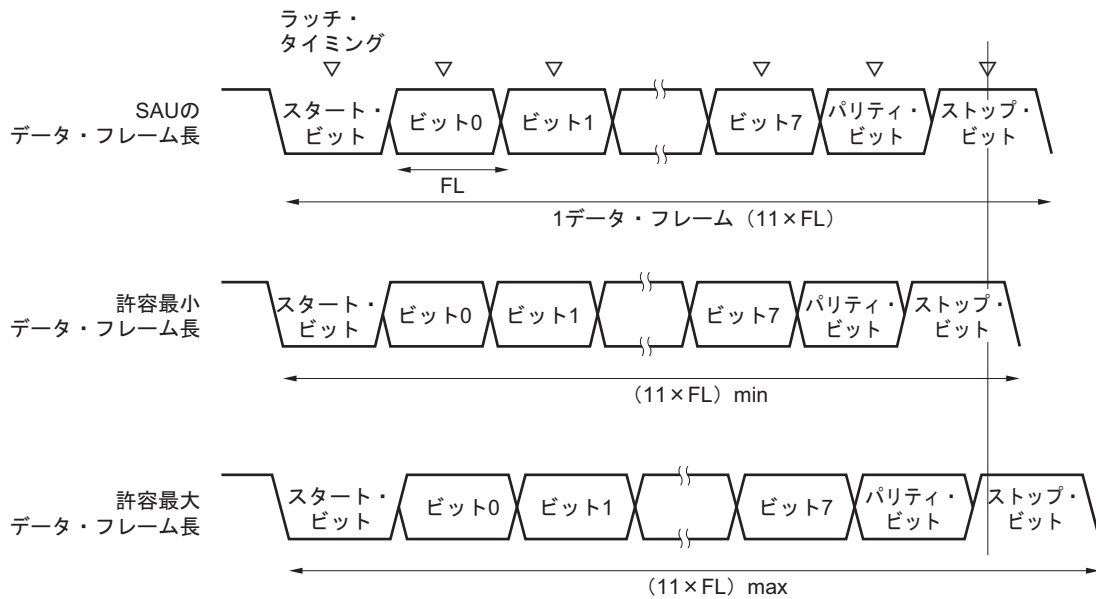 ラッチ・
タイミング
SAUの
データ・フレーム長
スタート・
ビット
ビット0
ビット1
ビット7
パリティ・
ビット
ストップ・
ビット
FL
1データ・フレーム（11×FL）
許容最小
データ・フレーム長
スタート・
ビット
ビット0
ビット1
ビット7
パリティ・
ビット
ストップ・
ビット
（11×FL）min
許容最大
データ・フレーム長
スタート・
ビット
ビット0
ビット1
ビット7
パリティ・
ビット
ストップ・
ビット
（11×FL）max